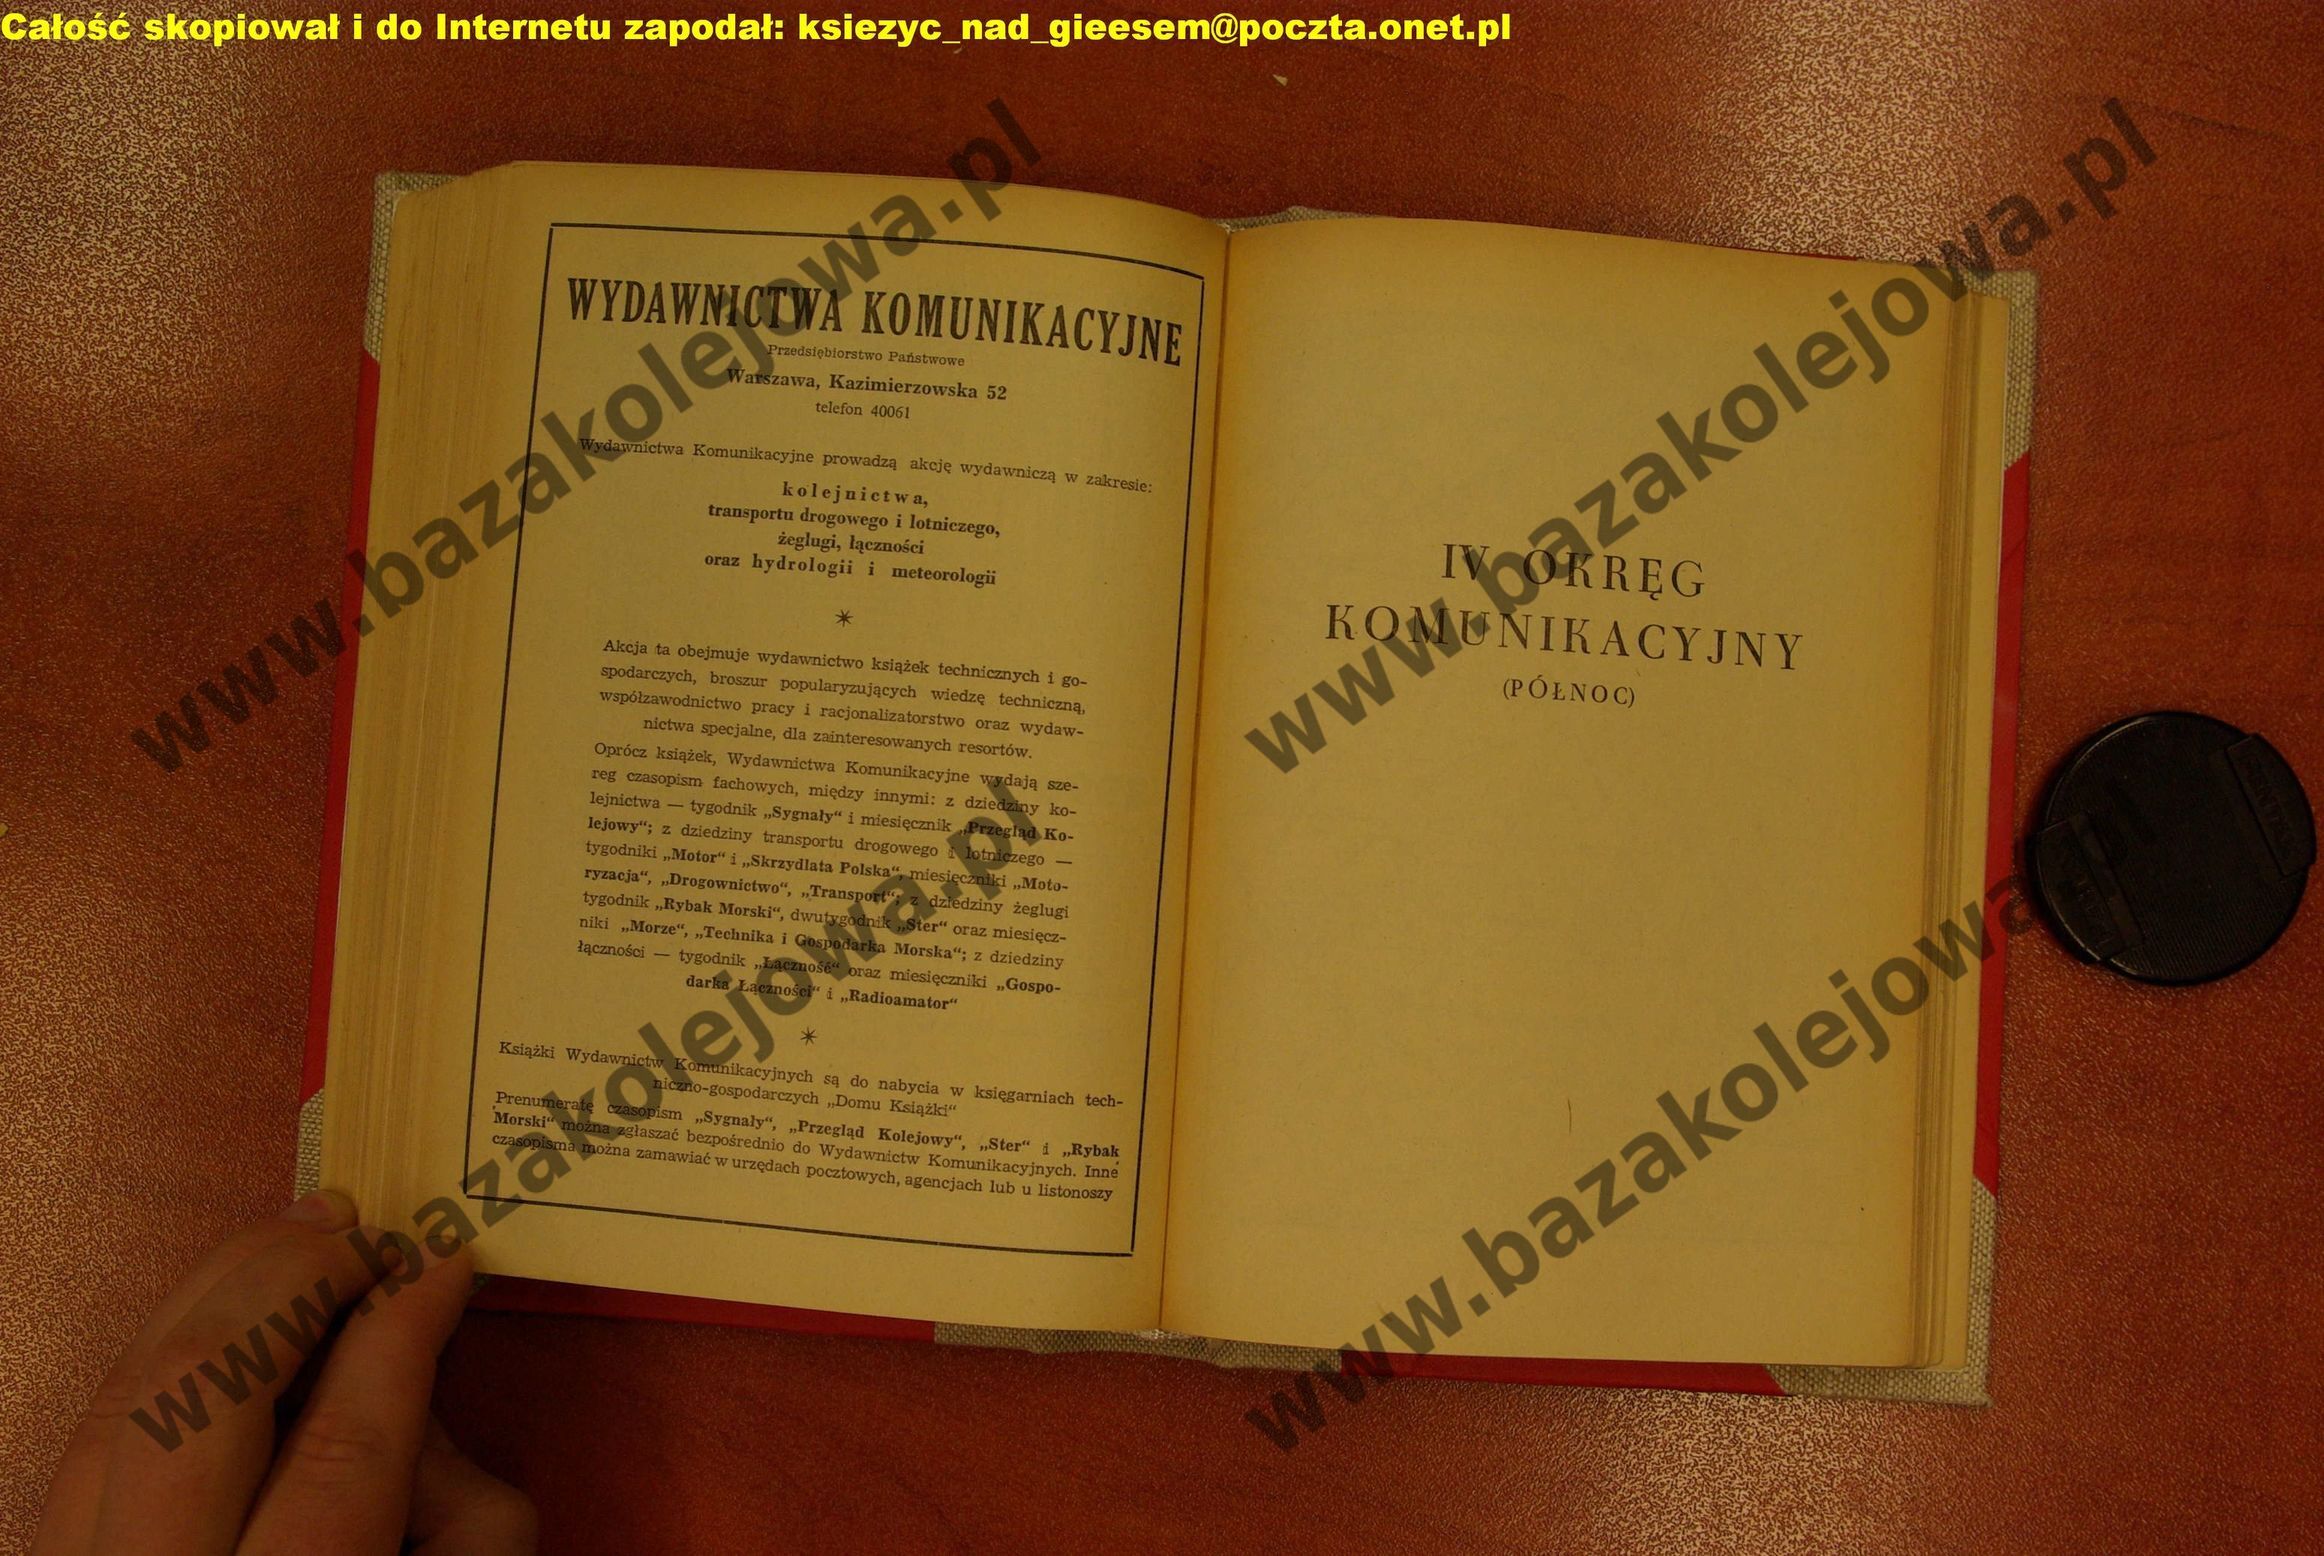 Całość skopiował i do Internetu zapodał: ksiezyc_nad_gieesem@poczta.onet.pl
WYDAWNICTWA KOMUNIKACYJNE
Przedsiębiorstwo Państwowe
Warszawa, Kazimierzowska 52
telefon 40061
Wydawnictwa Komunikacyjne prowadzą akcję wydawniczą w zakresie:
kolejnictwa,
transportu drogowego i lotniczego,
żeglugi, łączności
oraz hydrologii i meteorologii
*
Akcja ta obejmuje wydawnictwo książek technicznych i go-
spodarczych, broszur popularyzujących wiedzę techniczną,
współzawodnictwo pracy i racjonalizatorstwo oraz wydaw-
nictwa specjalne, dla zainteresowanych resortów.
Oprócz książek, Wydawnictwa Komunikacyjne wydają sze-
reg czasopism fachowych, między innymi: z dziedziny ko-
lejnictwa — tygodnik „Sygnały“ i miesięcznik „Przegląd Ko-
lejowy“; z dziedziny transportu drogowego i lotniczego —
tygodniki „Motor“ i „Skrzydlata Polska“, miesięczniki „Moto-
ryzacja“, „Drogownictwo“, „Transport“; z dziedziny żeglugi
tygodnik „Rybak Morski“, dwutygodnik „Ster“ oraz miesięcz-
niki „Morze“, „Technika i Gospodarka Morska“; z dziedziny
łączności — tygodnik „Łączność“ oraz miesięczniki „Gospo-
darka Łączności“ i „Radioamator“
*
Książki Wydawnictw Komunikacyjnych są do nabycia w księgarniach tech-
niczno-gospodarczych „Domu Książki“
Prenumeratę czasopism „Sygnały“, „Przegląd Kolejowy“, „Ster“ i „Rybak
Morski“ można zgłaszać bezpośrednio do Wydawnictw Komunikacyjnych. Inne
czasopisma można zamawiać w urzędach pocztowych, agencjach lub u listonoszy
IV OKRĘG
KOMUNIKACYJNY
(PÓŁNOC)
www.bazakolejowa.pl
www.bazakolejowa.pl
www.bazakolejowa.pl
www.bazakolejowa.pl